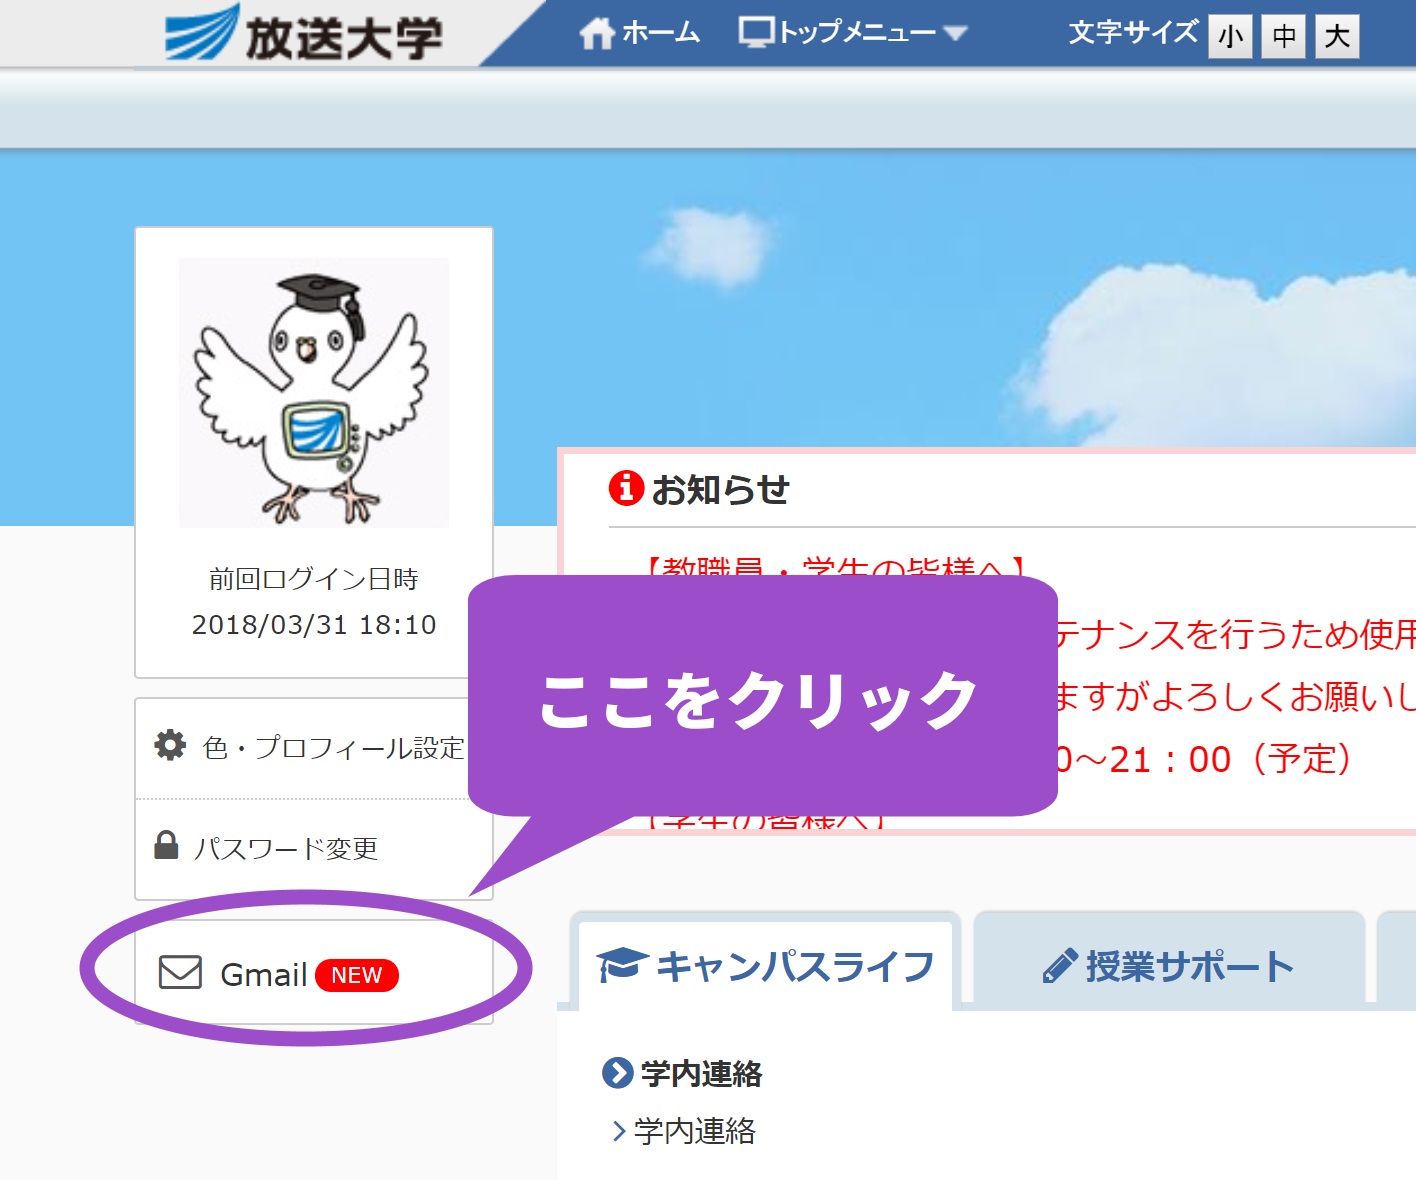 放送大学
ホーム
トップメニュー
文字サイズ
小
中
大
前回ログイン日時
2018/03/31 18:10
色・プロフィール設定
パスワード変更
Gmail NEW
お知らせ
【教職員・学生の皆様へ】
テナンスを行うため使用
ますがよろしくお願いし
0～21：00（予定）
【学生の皆様へ】
ここをクリック
キャンパスライフ
授業サポート
学内連絡
学内連絡